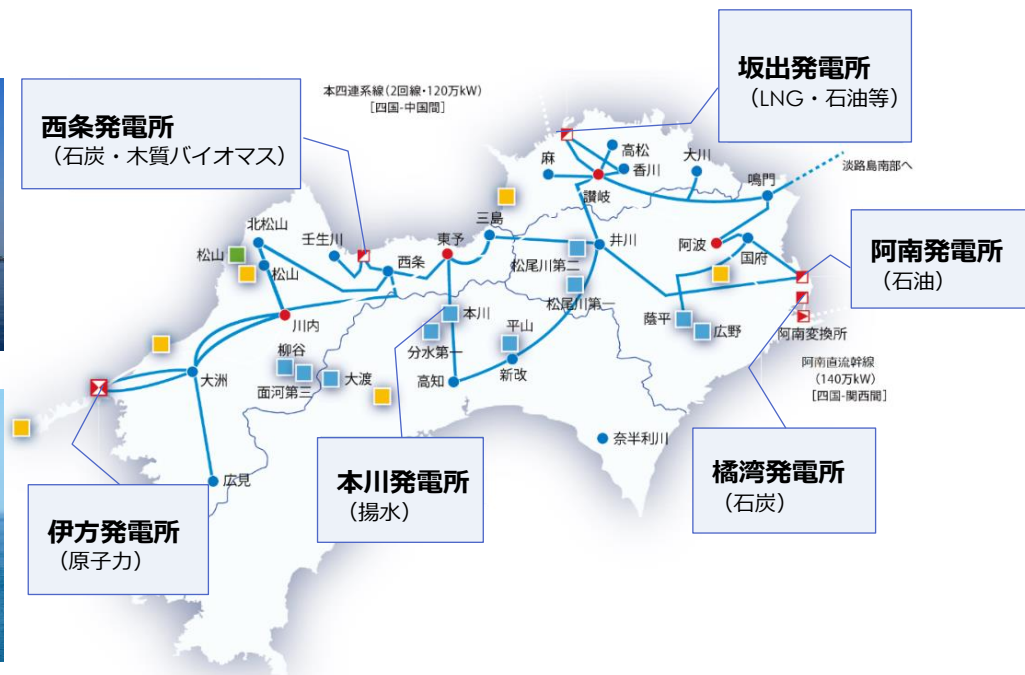 坂出発電所
(LNG・石油等)
本四連系線(2回線・120万kW)
[四国-中国間]
西条発電所
(石炭・木質バイオマス)
麻
高松
香川
大川
讃岐
鳴門
淡路島南部へ
三島
北松山
壬生川
東予
井川
阿波
国府
阿南発電所
(石油)
松山
松山
西条
松尾川第二
松尾川第一
本川
川内
蔭平
広野
阿南変換所
柳谷
分水第一
平山
面河第三
大渡
大洲
高知
新改
阿南直流幹線
(140万kW)
[四国-関西間]
奈半利川
本川発電所
(揚水)
橘湾発電所
(石炭)
広見
伊方発電所
(原子力)